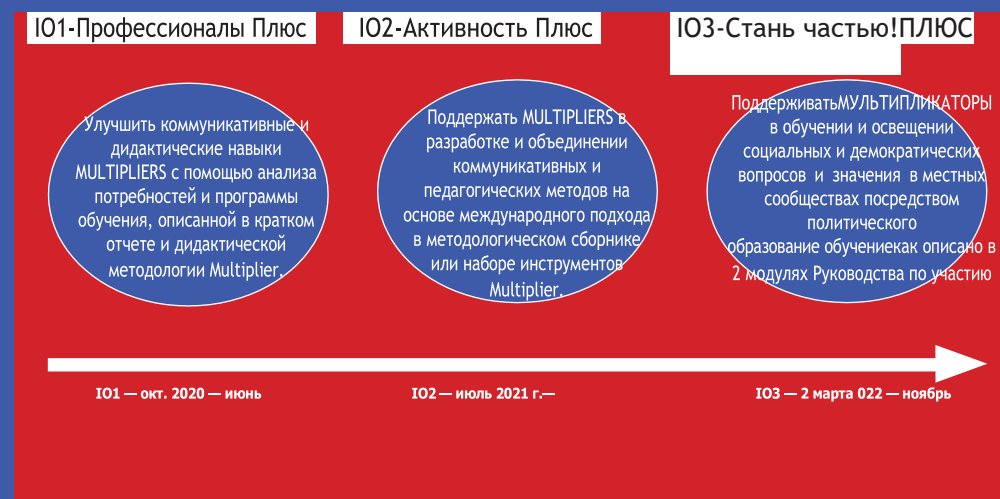 IO1-Профессионалы Плюс
IO2-Активность Плюс
IO3-Стань частью!ПЛЮС
Улучшить коммуникативные и
дидактические навыки
MULTIPLIERS с помощью анализа
потребностей и программы
обучения, описанной в кратком
отчете и дидактической
методологии Multiplier.
Поддержать MULTIPLIERS в
разработке и объединении
коммуникативных и
педагогических методов на
основе международного подхода
в методологическом сборнике
или наборе инструментов
Multiplier.
ПоддерживатьМУЛЬТИПЛИКАТОРЫ
в обучении и освещении
социальных и демократических
вопросов и значения в местных
сообществах посредством
политического
образование обучениекак описано в
2 модулях Руководства по участию
IO1 — окт. 2020 — июнь
IO2 — июль 2021 г.—
IO3 — 2 марта 022 — ноябрь